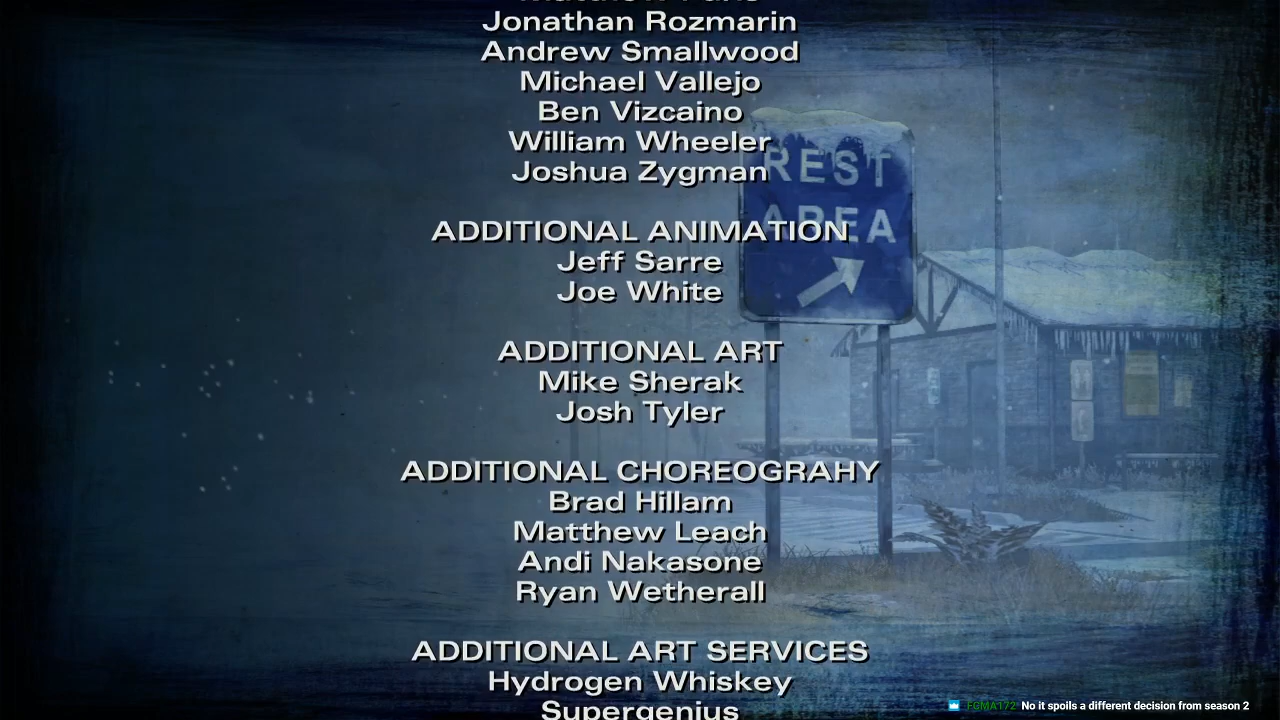 Jonathan Rozmarin
Andrew Smallwood
Michael Vallejo
Ben Vizcaino
William Wheeler
Joshua Zygman
REST
AREA
ADDITIONAL ANIMATION
Jeff Sarre
Joe White
ADDITIONAL ART
Mike Sherak
Josh Tyler
ADDITIONAL CHOREOGRAHY
Brad Hillam
Matthew Leach
Andi Nakasone
Ryan Wetherall
ADDITIONAL ART SERVICES
Hydrogen Whiskey
Supergenius
FCMA172 No it spoils a different decision from season 2